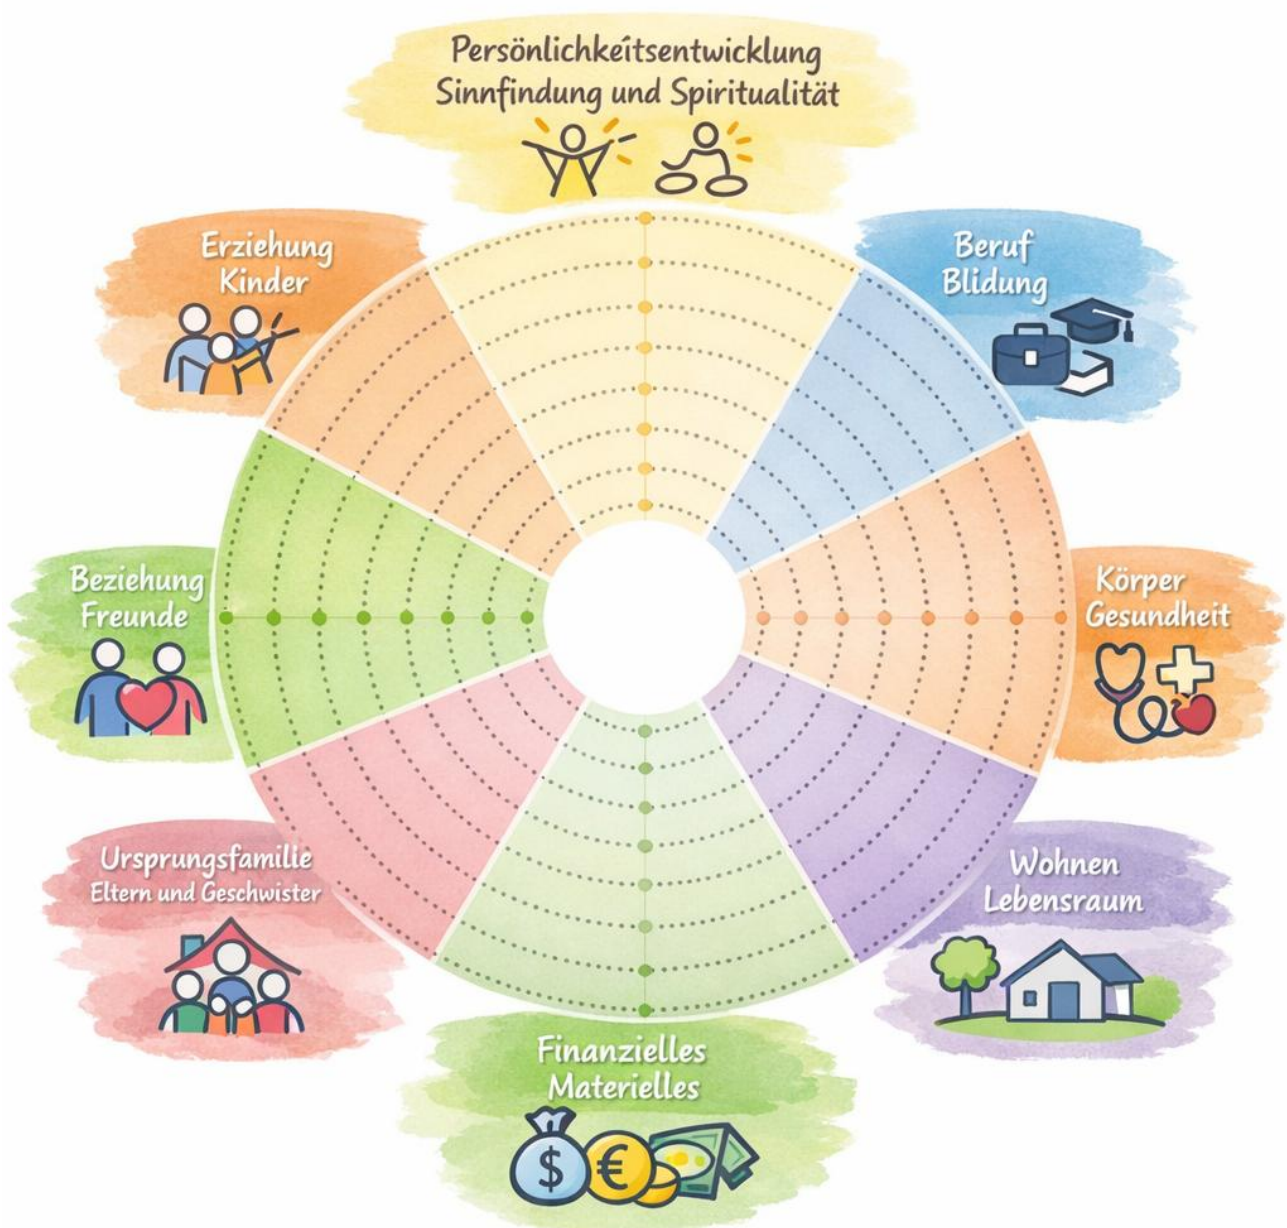 Persönlichkeitsentwicklung
Sinnfindung und Spiritualität
Erziehung
Kinder
Beruf
Blidung
Beziehung
Freunde
Körper
Gesundheit
Ursprungsfamilie
Eltern und Geschwister
Wohnen
Lebensraum
Finanzielles
Materielles
$ €